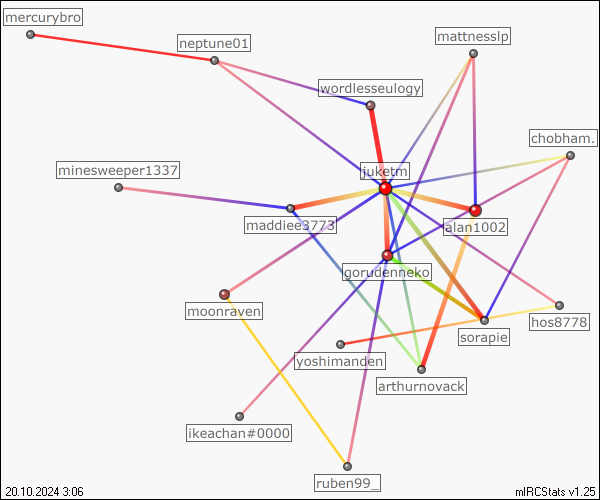 mercurybro
neptune01
mattnesslp
wordlesseulogy
chobham.
minesweeper1337
juketm
maddiee3773
alan1002
gorudenneko
moonraven
hos8778
sorapie
yoshimanden
arthurnovack
ikeachan#0000
ruben99_
20.10.2024 3:06
mIRCStats v1.25